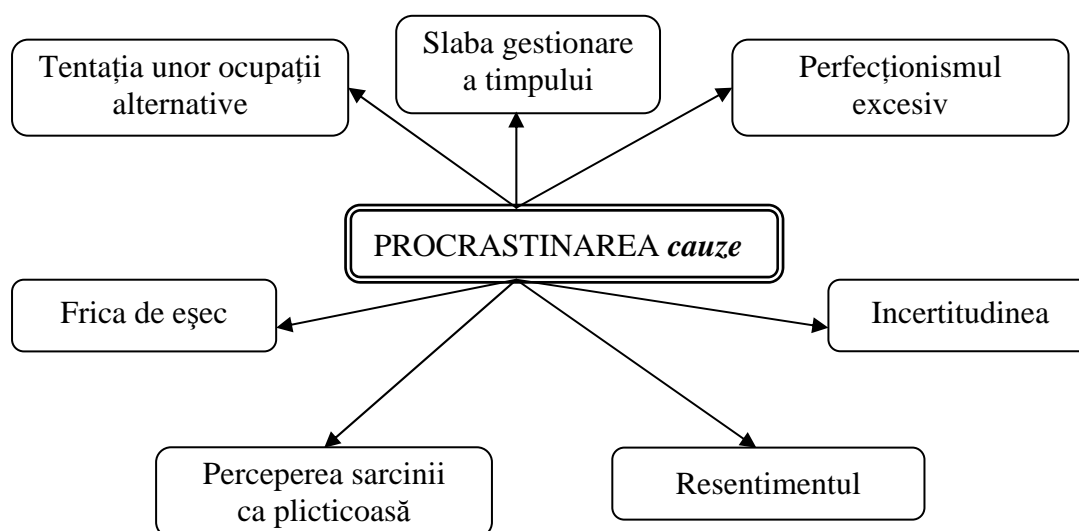 Tentația unor ocupații
alternative
Slaba gestionare
a timpului
Perfecționismul
excesiv
PROCRASTINAREA cauze
Frica de eşec
Incertitudinea
Perceperea sarcinii
ca plicticoasă
Resentimentul